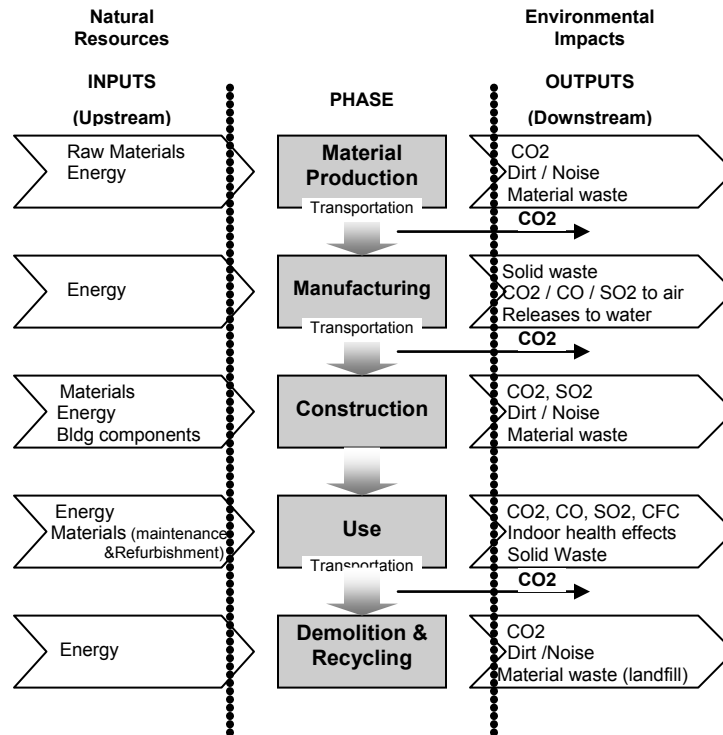 Natural
Resources
INPUTS
(Upstream)
PHASE
Environmental
Impacts
OUTPUTS
(Downstream)
Raw Materials
Energy
Material
Production
CO2
Dirt / Noise
Material waste
Transportation
CO2
Energy
Manufacturing
Solid waste
CO2 / CO / SO2 to air
Releases to water
Transportation
CO2
Materials
Energy
Bldg components
Construction
CO2, SO2
Dirt / Noise
Material waste
Energy
Materials (maintenance
&Refurbishment)
Use
CO2, CO, SO2, CFC
Indoor health effects
Solid Waste
Transportation
CO2
Energy
Demolition &
Recycling
CO2
Dirt /Noise
Material waste (landfill)